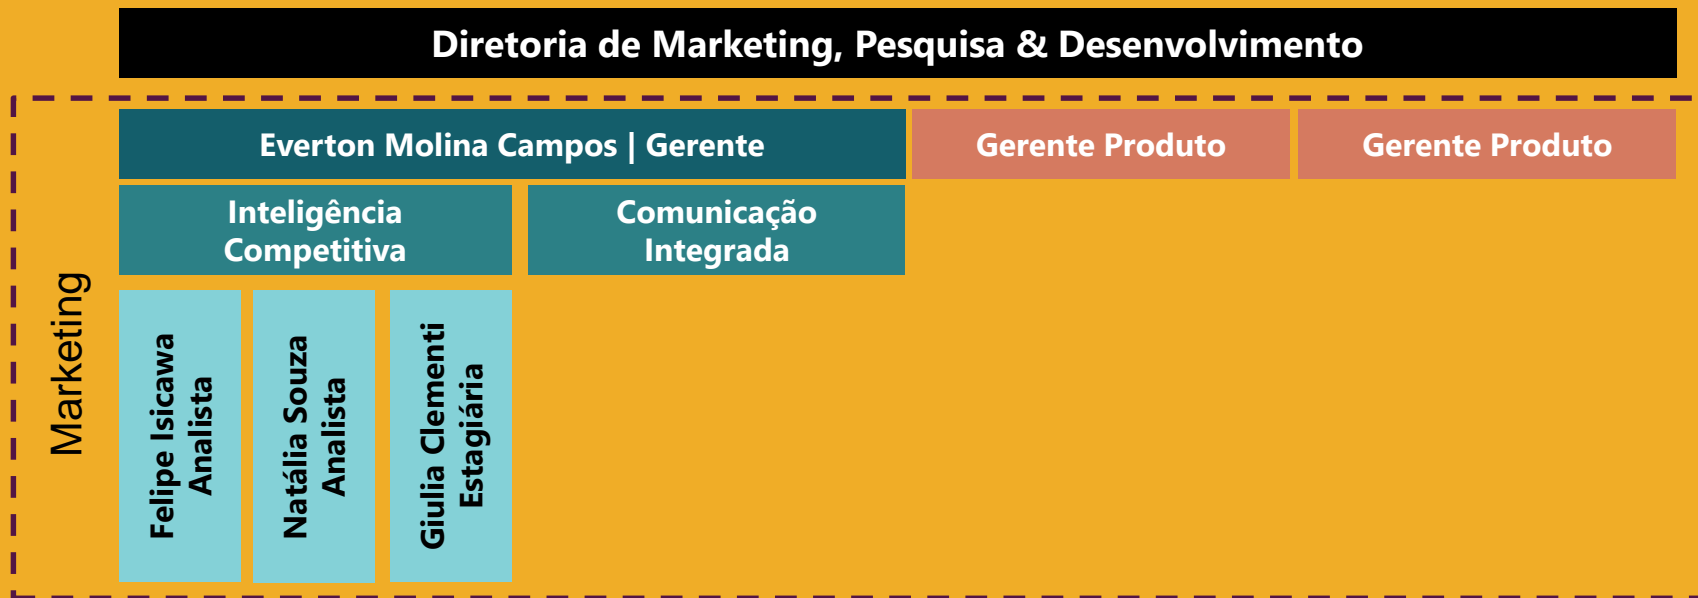 Diretoria de Marketing, Pesquisa & Desenvolvimento
Marketing
Everton Molina Campos | Gerente
Gerente Produto
Gerente Produto
Inteligência
Competitiva
Comunicação
Integrada
Felipe Isicawa
Analista
Natália Souza
Analista
Giulia Clementi
Estagiária